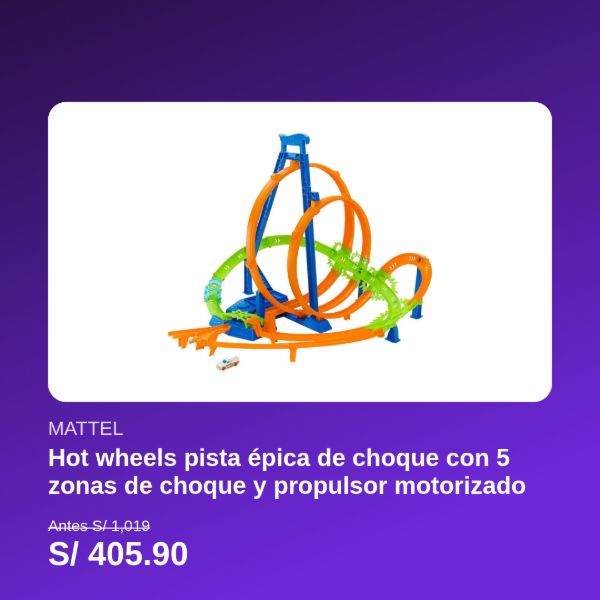 MATTEL
Hot wheels pista épica de choque con 5
zonas de choque y propulsor motorizado
Antes S/ 1,019
S/ 405.90